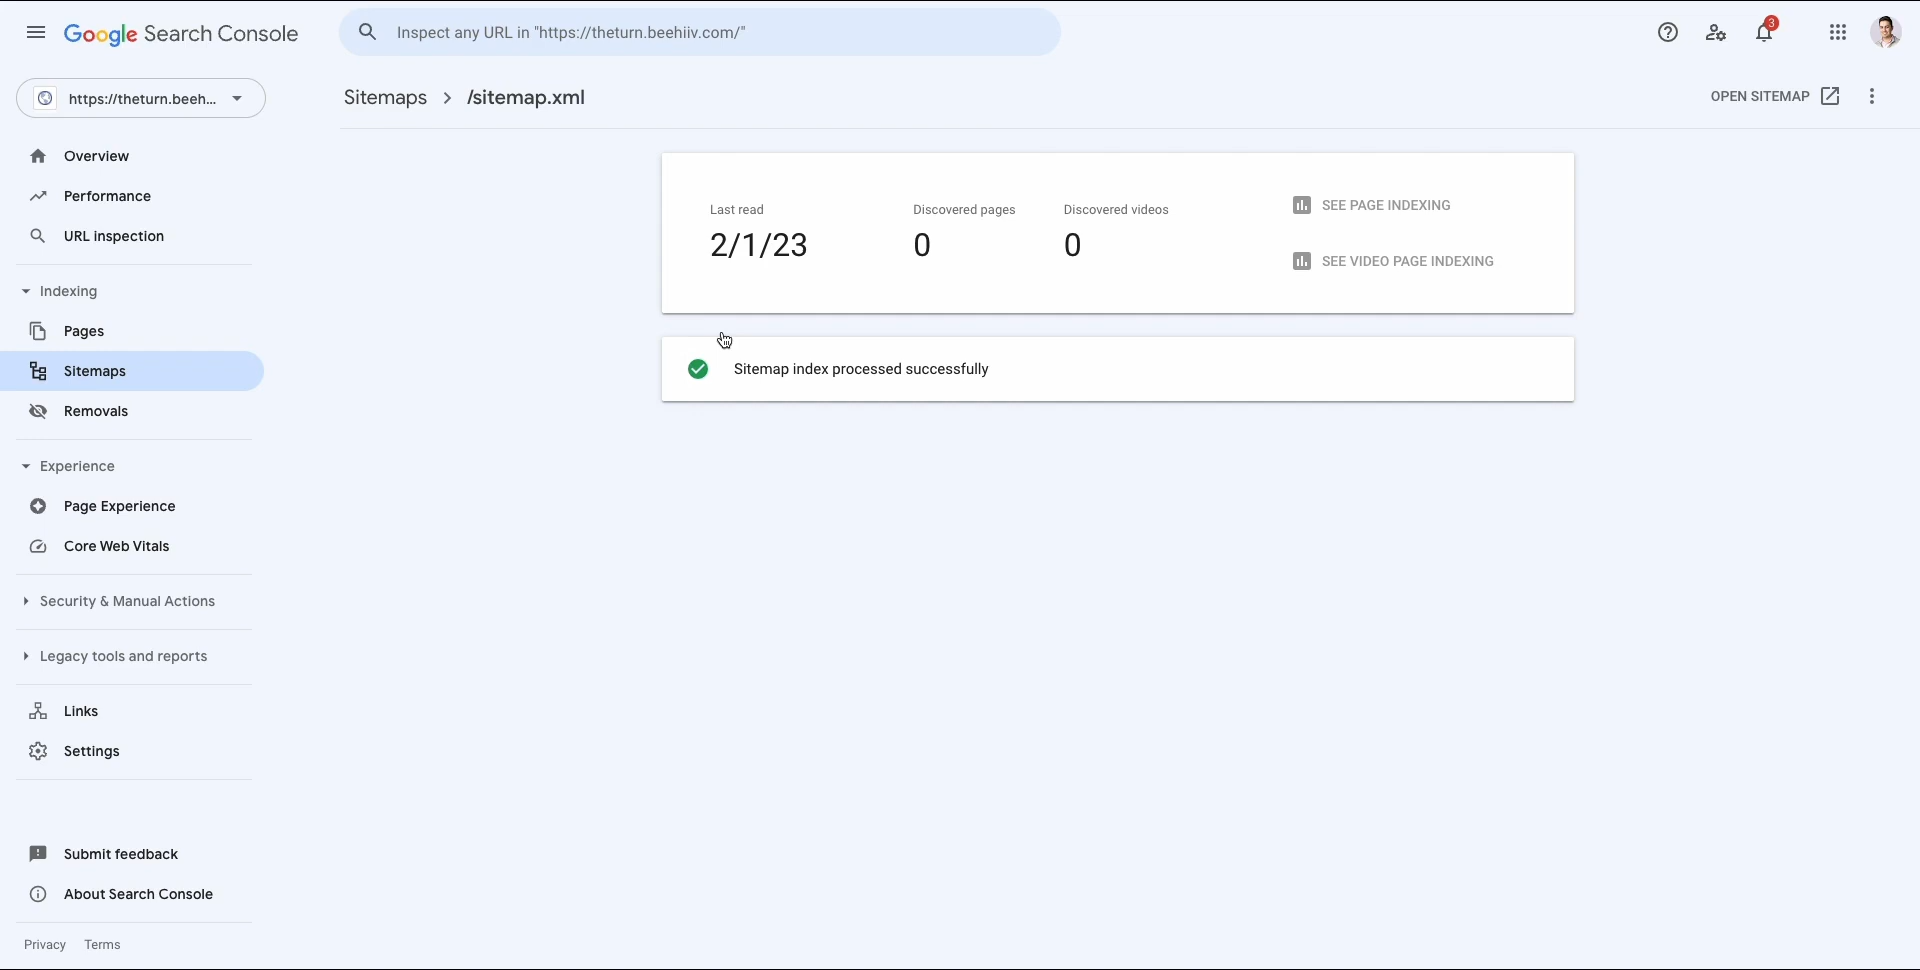 Google Search Console
Inspect any URL in "https://theturn.beehiiv.com/"
3
https://theturn.beeh...
Sitemaps > /sitemap.xml
OPEN SITEMAP
Overview
Performance
URL inspection
Indexing
Pages
Sitemaps
Removals
Experience
Page Experience
Core Web Vitals
Security & Manual Actions
Legacy tools and reports
Links
Settings
Submit feedback
About Search Console
Privacy Terms
Last read
2/1/23
Discovered pages
0
Discovered videos
0
SEE PAGE INDEXING
SEE VIDEO PAGE INDEXING
Sitemap index processed successfully